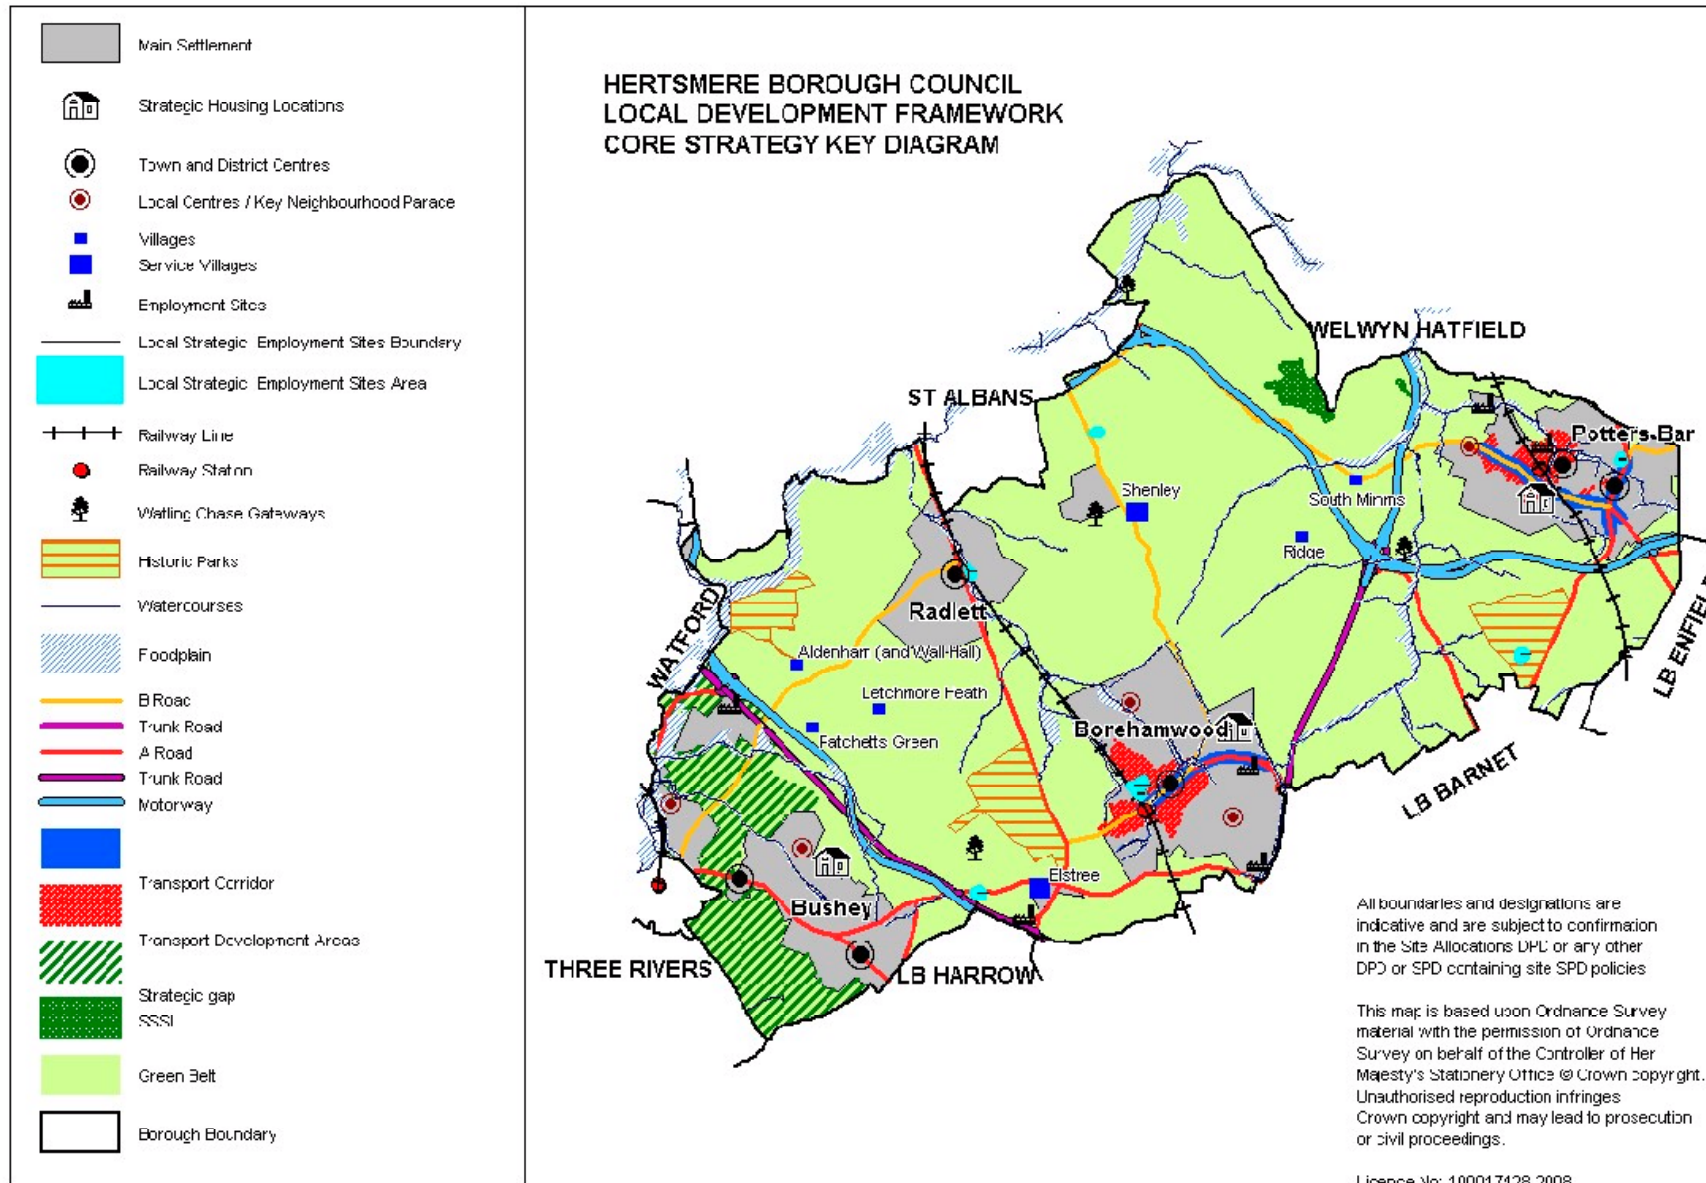 Main Settlement
Strategic Housing Locations
Town and District Centres
Local Centres / Key Neighbourhood Parace
Villages
Service Villages
Employment Sites
Local Strategic Employment Sites Boundary
Local Strategic Employment Sites Area
Railway Line
Railway Station
Watling Chase Gateways
Historic Parks
Watercourses
Foodplain
B Road
Trunk Road
A Road
Trunk Road
Motorway
Transport Corridor
Transport Development Areas
Strategic gap
SSSI
Green Belt
Borough Boundary
HERTSMERE BOROUGH COUNCIL
LOCAL DEVELOPMENT FRAMEWORK
CORE STRATEGY KEY DIAGRAM
WELWYN HATFIELD
ST ALBANS
Potters Bar
Shenley
South Mimms
Ridge
Radlett
WATFORD
LB ENFIELD
Aldenham (and Wall-Hall)
Letchmore Heath
Patchetts Green
Borehamwood
LB BARNET
Elstree
Bushey
THREE RIVERS
LB HARROW
All boundaries and designations are
indicative and are subject to confirmation
in the Site Allocations DPD or any other
DPD or SPD containing site SPD policies
This map is based upon Ordnance Survey
material with the permission of Ordnance
Survey on behalf of the Controller of Her
Majesty's Stationery Office © Crown copyright.
Unauthorised reproduction infringes
Crown copyright and may lead to prosecution
or civil proceedings.
Licence No: 100017428 2008